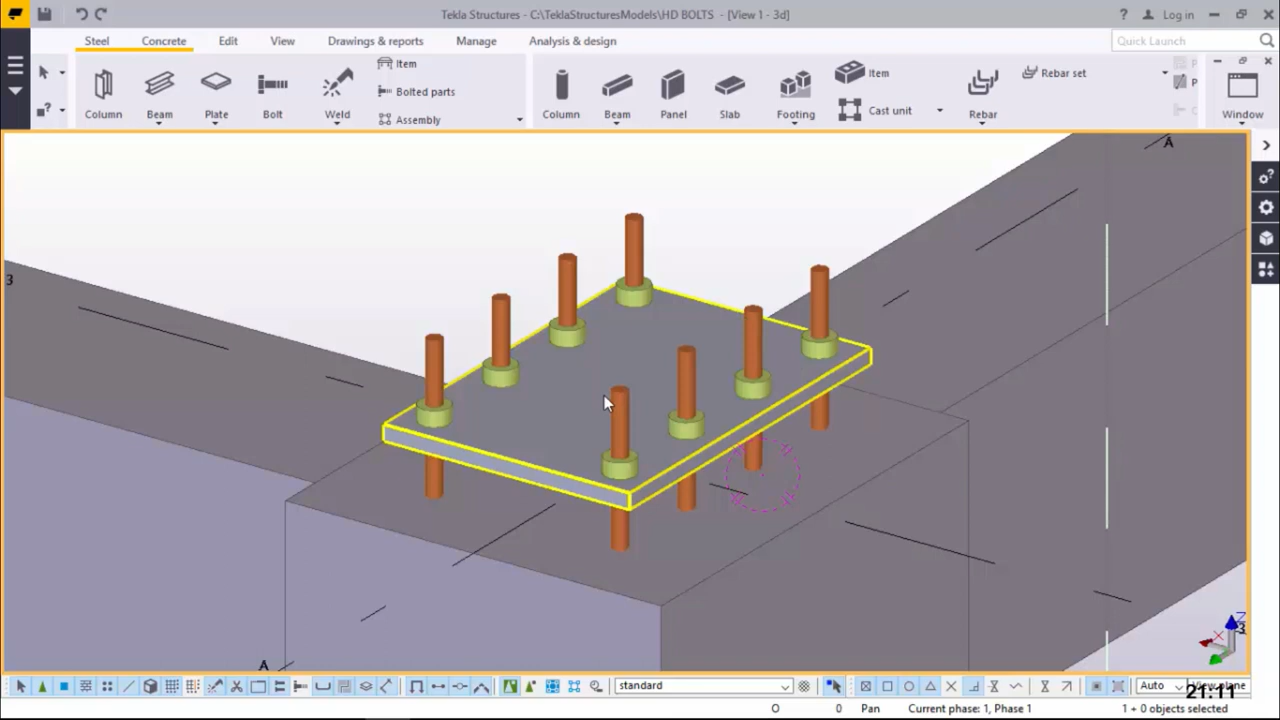 Tekla Structures - C:\TeklaStructuresModels\HD BOLTS - [View 1 - 3d]
? Log in
Steel Concrete Edit View Drawings & reports Manage Analysis & design
Quick Launch
Item
Bolted parts
Assembly
Column Beam Plate Bolt Weld
Column Beam Panel Slab Footing
Item
Cast unit
Rebar
Rebar set
P
P
C
Window
A
3
A
Z
3
standard
Auto
View plane
21:11
O 0 Pan Current phase: 1, Phase 1 1 + 0 objects selected